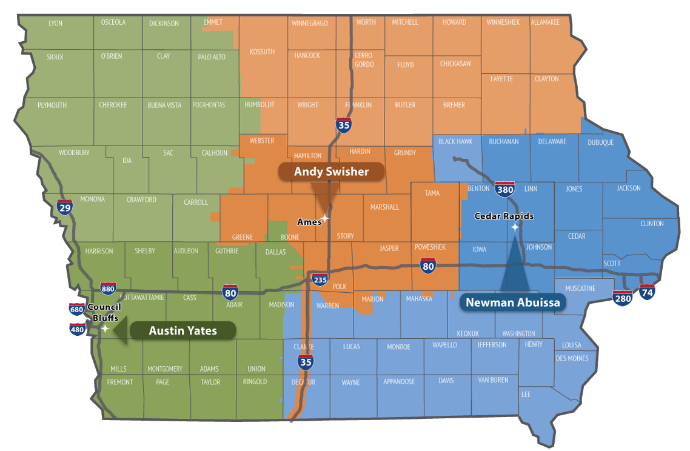 LYON
OSCEOLA
DICKINSON
EMMET
WINNEBAGO
WORTH
MITCHELL
HOWARD
WINNESHIEK
ALLAMAKEE
SIOUX
O'BRIEN
CLAY
PALO ALTO
KOSSUTH
HANCOCK
CERRO
GORDO
FLOYD
CHICKASAW
FAYETTE
CLAYTON
PLYMOUTH
CHEROKEE
BUENA VISTA
POCAHONTAS
HUMBOLDT
WRIGHT
FRANKLIN
BUTLER
BREMER
35
WEBSTER
BLACK HAWK
BUCHANAN
DELAWARE
DUBUQUE
WOODBURY
IDA
SAC
CALHOUN
HAMILTON
HARDIN
GRUNDY
Andy Swisher
29
MONONA
CRAWFORD
CARROLL
MARSHALL
TAMA
BENTON
380
LINN
JONES
JACKSON
GREENE
BOONE
Ames
STORY
Cedar Rapids
CLINTON
CEDAR
HARRISON
SHELBY
AUDUBON
GUTHRIE
DALLAS
JASPER
POWESHIEK
IOWA
JOHNSON
SCOTT
80
235
POLK
880
80
680
Council
Bluffs
480
POTTAWATTAMIE
CASS
ADAIR
MADISON
WARREN
MARION
MAHASKA
Newman Abuissa
MUSCATINE
280
74
Austin Yates
KEOKUK
WASHINGTON
LOUISA
MILLS
MONTGOMERY
ADAMS
UNION
CLARKE
LUCAS
MONROE
WAPELLO
JEFFERSON
HENRY
DES MOINES
35
FREMONT
PAGE
TAYLOR
RINGOLD
DECATUR
WAYNE
APPANOOSE
DAVIS
VAN BUREN
LEE